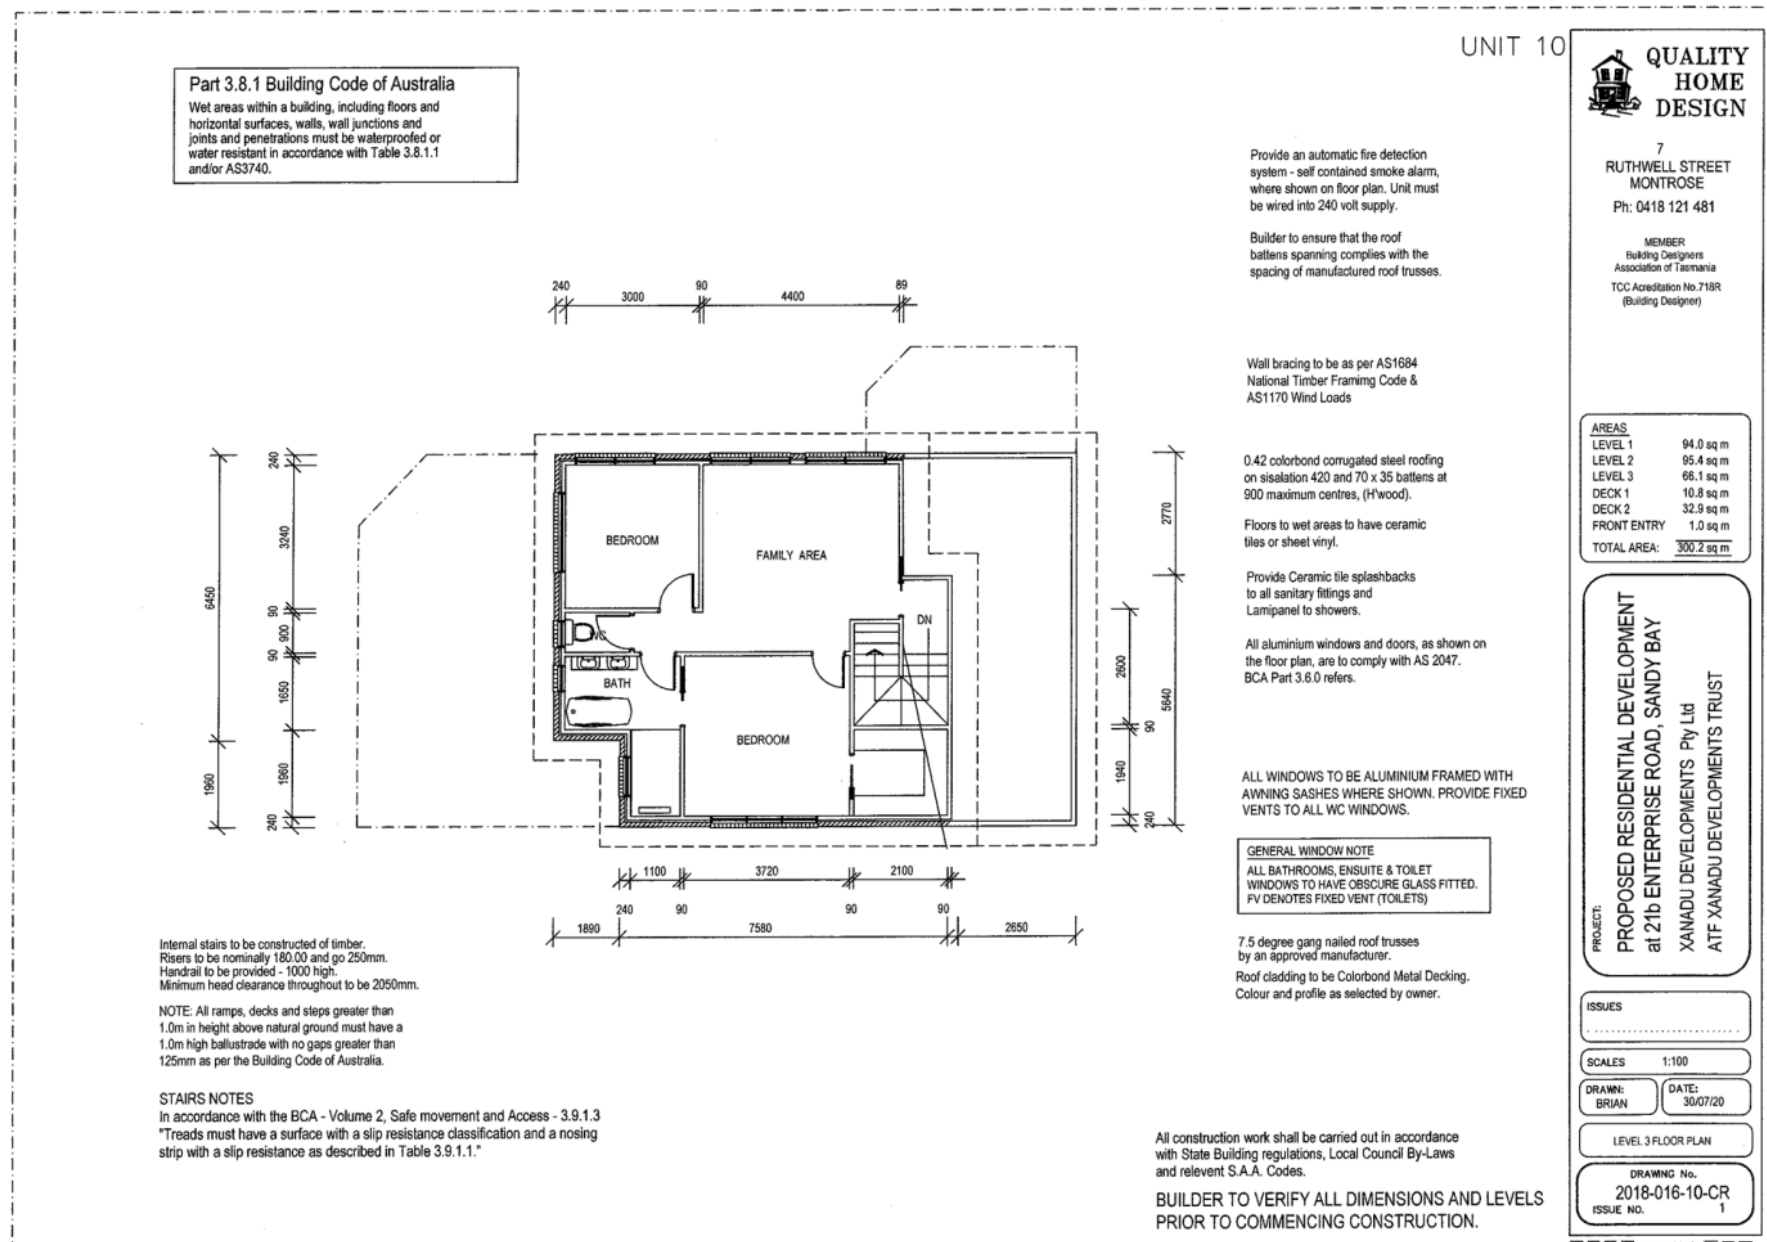 UNIT 10
Part 3.8.1 Building Code of Australia
Wet areas within a building, including floors and
horizontal surfaces, walls, wall junctions and
joints and penetrations must be waterproofed or
water resistant in accordance with Table 3.8.1.1
and/or AS3740.
Provide an automatic fire detection
system - self contained smoke alarm,
where shown on floor plan. Unit must
be wired into 240 volt supply.
Builder to ensure that the roof
battens spanning complies with the
spacing of manufactured roof trusses.
Wall bracing to be as per AS1684
National Timber Framimg Code &
AS1170 Wind Loads
0.42 colorbond corrugated steel roofing
on sisalation 420 and 70 x 35 battens at
900 maximum centres, (H'wood).
Floors to wet areas to have ceramic
tiles or sheet vinyl.
Provide Ceramic tile splashbacks
to all sanitary fittings and
Lamipanel to showers.
All aluminium windows and doors, as shown on
the floor plan, are to comply with AS 2047.
BCA Part 3.6.0 refers.
ALL WINDOWS TO BE ALUMINIUM FRAMED WITH
AWNING SASHES WHERE SHOWN. PROVIDE FIXED
VENTS TO ALL WC WINDOWS.
GENERAL WINDOW NOTE
ALL BATHROOMS, ENSUITE & TOILET
WINDOWS TO HAVE OBSCURE GLASS FITTED.
FV DENOTES FIXED VENT (TOILETS)
7.5 degree gang nailed roof trusses
by an approved manufacturer.
Roof cladding to be Colorbond Metal Decking.
Colour and profile as selected by owner.
240 3000 90 4400 89
240
3240
90
900
90
1650
1960
240
6450
1960
2770
5640
2600
90
1940
240
BEDROOM
FAMILY AREA
WC
DN
BATH
BEDROOM
1100 3720 2100
240 90 90 90
1890 7580 2650
Internal stairs to be constructed of timber.
Risers to be nominally 180.00 and go 250mm.
Handrail to be provided - 1000 high.
Minimum head clearance throughout to be 2050mm.
NOTE: All ramps, decks and steps greater than
1.0m in height above natural ground must have a
1.0m high ballustrade with no gaps greater than
125mm as per the Building Code of Australia.
STAIRS NOTES
In accordance with the BCA - Volume 2, Safe movement and Access - 3.9.1.3
"Treads must have a surface with a slip resistance classification and a nosing
strip with a slip resistance as described in Table 3.9.1.1."
All construction work shall be carried out in accordance
with State Building regulations, Local Council By-Laws
and relevent S.A.A. Codes.
BUILDER TO VERIFY ALL DIMENSIONS AND LEVELS
PRIOR TO COMMENCING CONSTRUCTION.
QUALITY
HOME
DESIGN
7
RUTHWELL STREET
MONTROSE
Ph: 0418 121 481
MEMBER
Building Designers
Association of Tasmania
TCC Acreditation No.718R
(Building Designer)
AREAS
LEVEL 1 94.0 sq m
LEVEL 2 95.4 sq m
LEVEL 3 66.1 sq m
DECK 1 10.8 sq m
DECK 2 32.9 sq m
FRONT ENTRY 1.0 sq m
TOTAL AREA: 300.2 sq m
PROJECT:
PROPOSED RESIDENTIAL DEVELOPMENT
at 21b ENTERPRISE ROAD, SANDY BAY
XANADU DEVELOPMENTS Pty Ltd
ATF XANADU DEVELOPMENTS TRUST
ISSUES
SCALES 1:100
DRAWN:
BRIAN
DATE:
30/07/20
LEVEL 3 FLOOR PLAN
DRAWING No.
2018-016-10-CR
ISSUE NO. 1